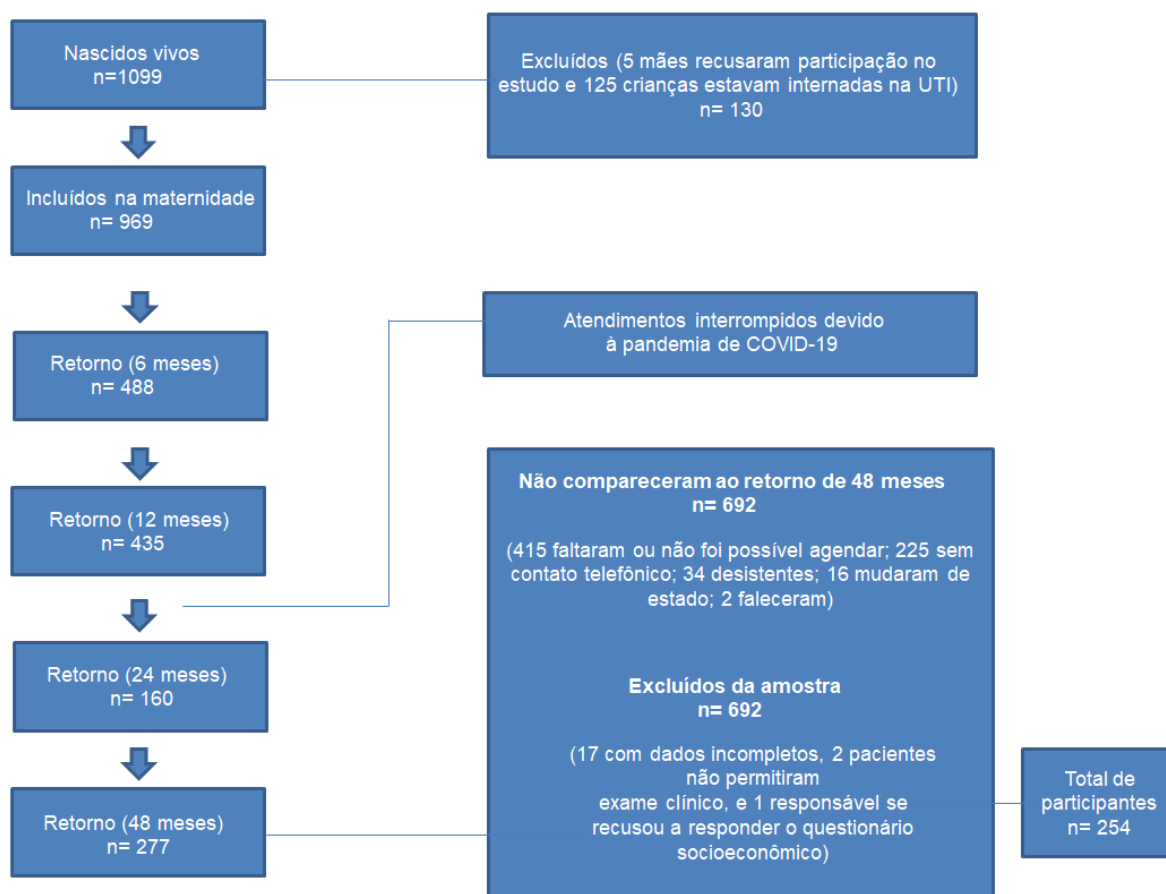 Nascidos vivos
n=1099
Excluídos (5 mães recusaram participação no
estudo e 125 crianças estavam internadas na UTI)
n= 130
Incluídos na maternidade
n= 969
Retorno (6 meses)
n= 488
Atendimentos interrompidos devido
à pandemia de COVID-19
Retorno (12 meses)
n= 435
Retorno (24 meses)
n= 160
Retorno (48 meses)
n= 277
Não compareceram ao retorno de 48 meses
n= 692
(415 faltaram ou não foi possível agendar; 225 sem
contato telefônico; 34 desistentes; 16 mudaram de
estado; 2 faleceram)
Excluídos da amostra
n= 692
(17 com dados incompletos, 2 pacientes
não permitiram
exame clínico, e 1 responsável se
recusou a responder o questionário
socioeconômico)
Total de
participantes
n= 254